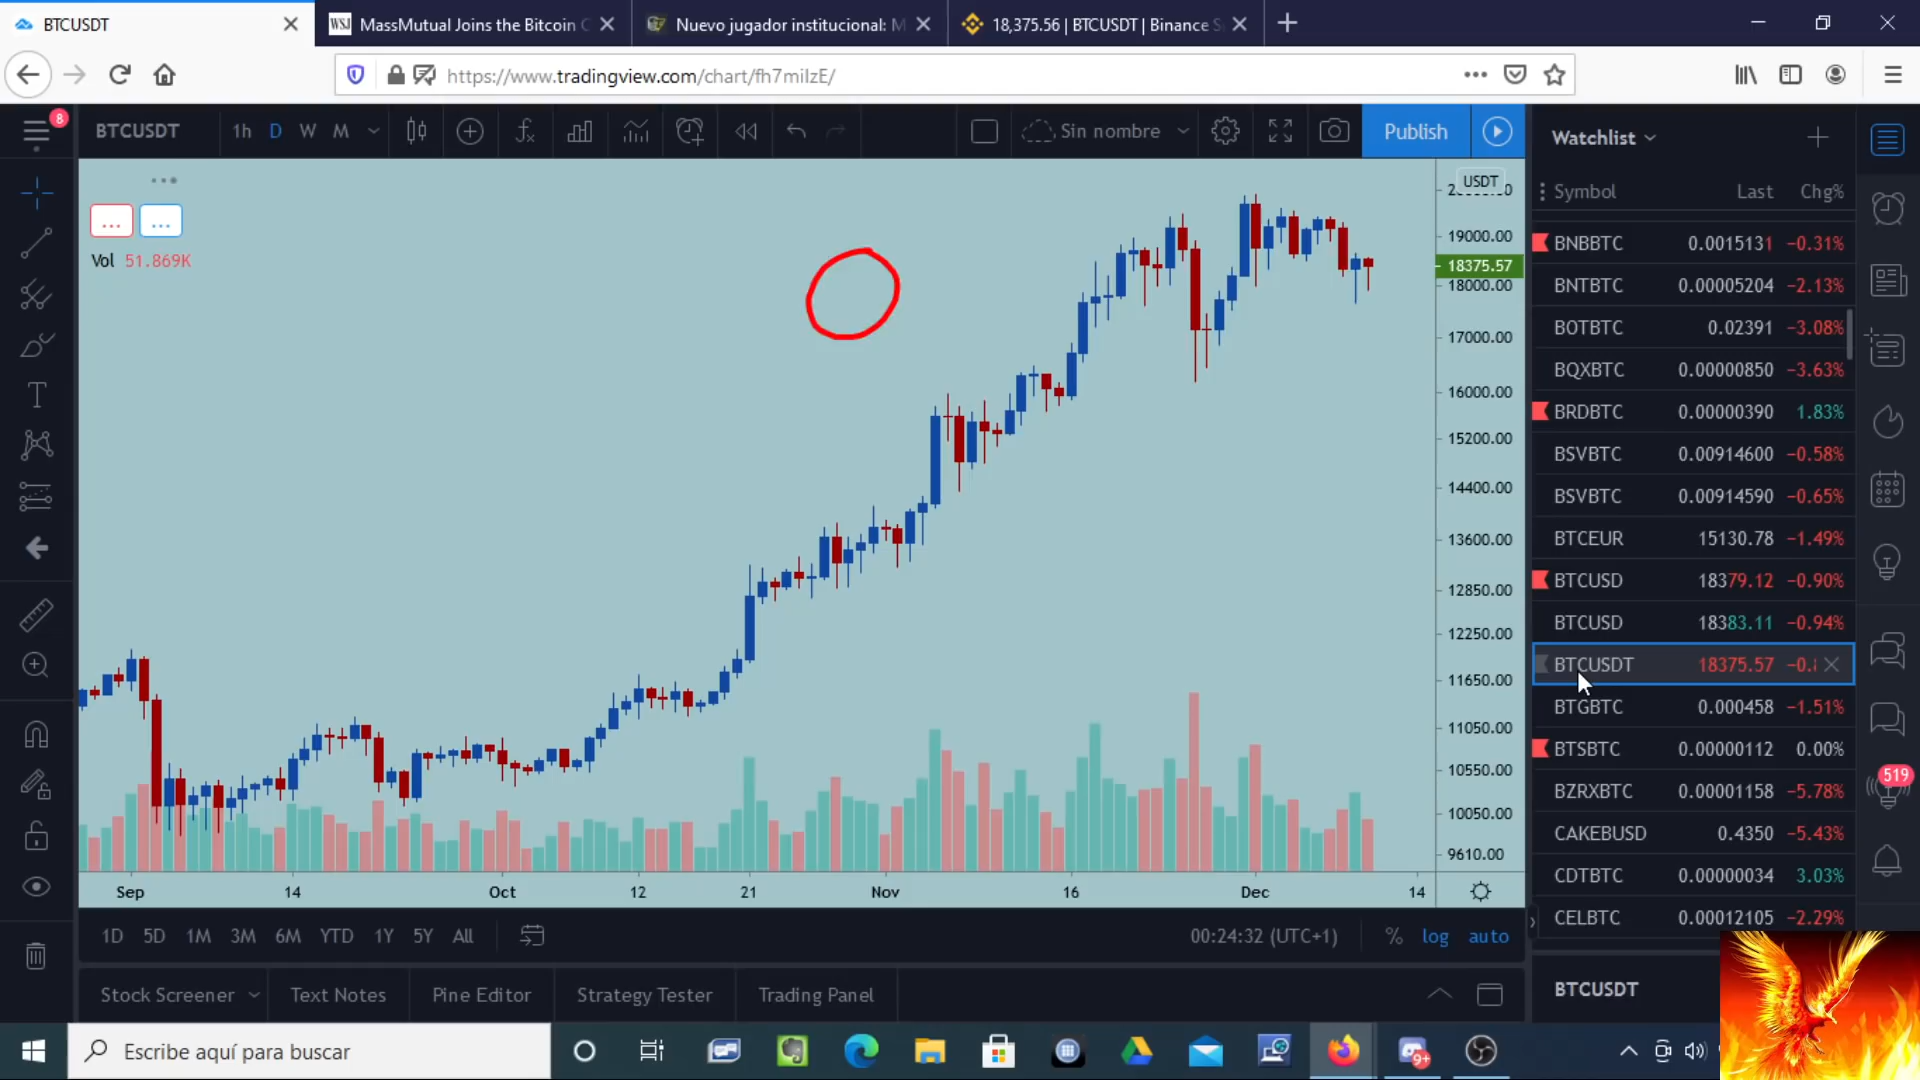 BTCUSDT
WSJ MassMutual Joins the Bitcoin C
Nuevo jugador institucional: M
18,375.56 | BTCUSDT | Binance S
https://www.tradingview.com/chart/fh7miIzE/
8
BTCUSDT
1h D W M
Sin nombre
Publish
Vol 51.869K
USDT
19000.00
18375.57
18000.00
17000.00
16000.00
15200.00
14400.00
13600.00
12850.00
12250.00
11650.00
11050.00
10550.00
10050.00
9610.00
Sep 14 Oct 12 21 Nov 16 Dec 14
1D 5D 1M 3M 6M YTD 1Y 5Y All
00:24:32 (UTC+1)
% log auto
Stock Screener Text Notes Pine Editor Strategy Tester Trading Panel
Watchlist
Symbol Last Chg%
BNBBTC 0.0015131 −0.31%
BNTBTC 0.00005204 −2.13%
BOTBTC 0.02391 −3.08%
BQXBTC 0.00000850 −3.63%
BRDBTC 0.00000390 1.83%
BSVBTC 0.00914600 −0.58%
BSVBTC 0.00914590 −0.65%
BTCEUR 15130.78 −1.49%
BTCUSD 18379.12 −0.90%
BTCUSD 18383.11 −0.94%
BTCUSDT 18375.57 −0.
BTGBTC 0.000458 −1.51%
BTSBTC 0.00000112 0.00%
BZRXBTC 0.00001158 −5.78%
CAKEBUSD 0.4350 −5.43%
CDTBTC 0.00000034 3.03%
CELBTC 0.00012105 −2.29%
BTCUSDT
519
Escribe aquí para buscar
9+